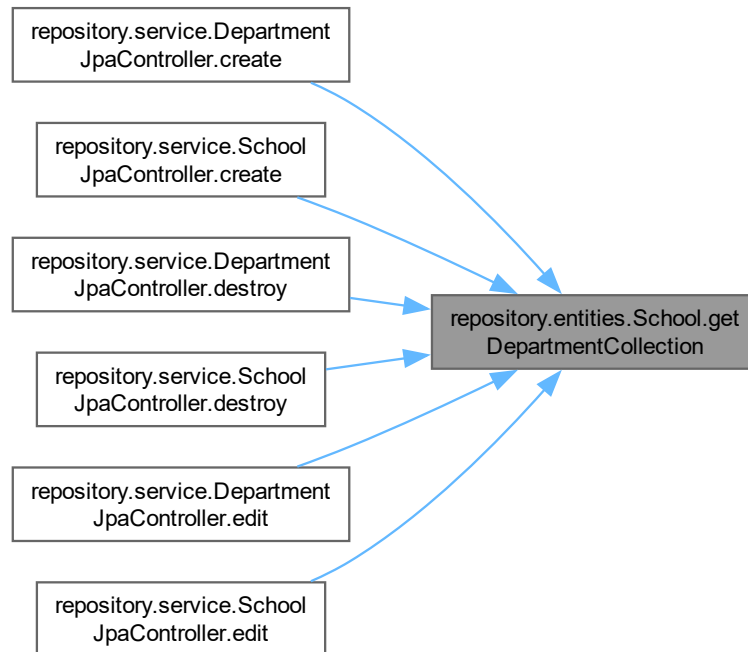 repository.service.Department
JpaController.create
repository.service.School
JpaController.create
repository.service.Department
JpaController.destroy
repository.service.School
JpaController.destroy
repository.service.Department
JpaController.edit
repository.service.School
JpaController.edit
repository.entities.School.get
DepartmentCollection